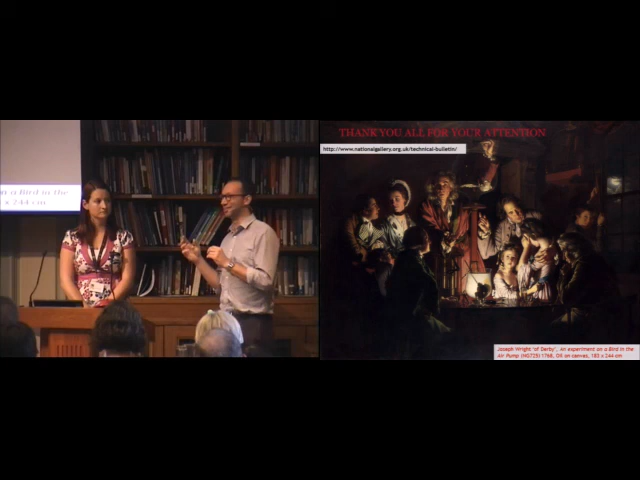 n a Bird in the
x 244 cm
THANK YOU ALL FOR YOUR ATTENTION
http://www.nationalgallery.org.uk/technical-bulletin/
Joseph Wright 'of Derby', An experiment on a Bird in the
Air Pump (NG725) 1768, Oil on canvas, 183 x 244 cm